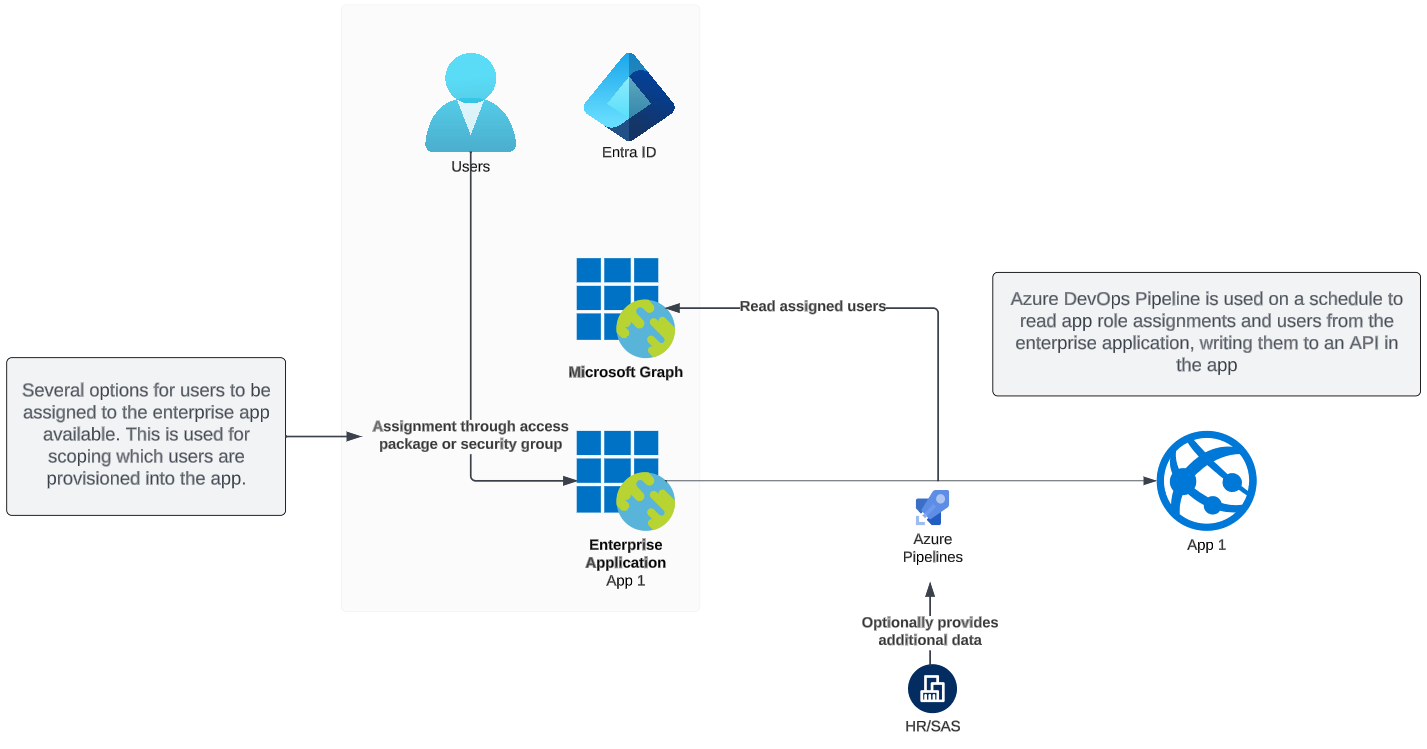 Users
Entra ID
Read assigned users
Microsoft Graph
Azure DevOps Pipeline is used on a schedule to
read app role assignments and users from the
enterprise application, writing them to an API in
the app
Several options for users to be
assigned to the enterprise app
available. This is used for
scoping which users are
provisioned into the app.
Assignment through access
package or security group
Enterprise
Application
App 1
Azure
Pipelines
App 1
Optionally provides
additional data
HR/SAS